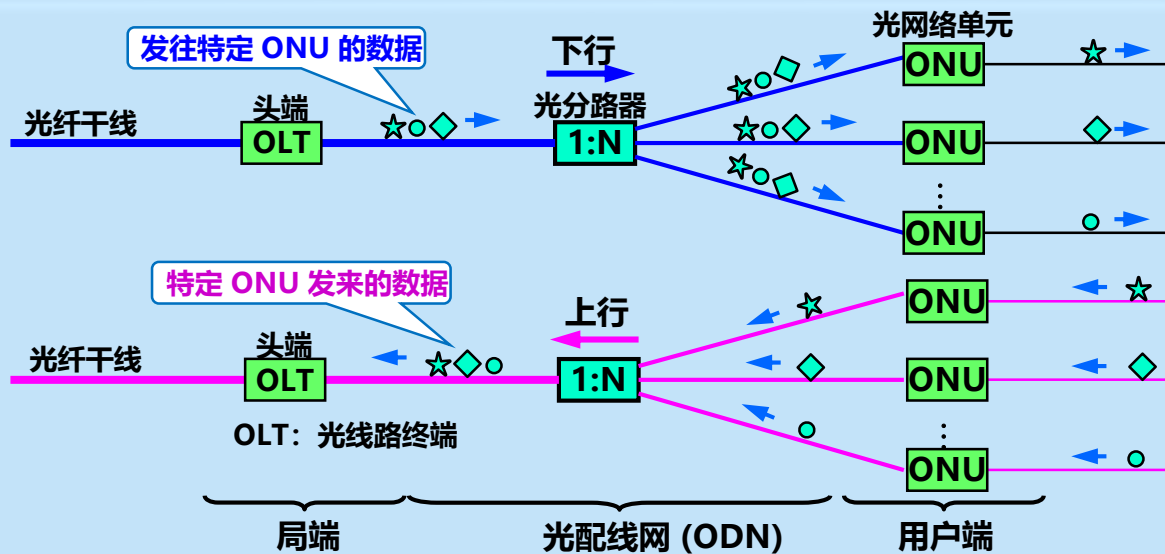 光网络单元
发往特定 ONU 的数据
下行
ONU
头端
光分路器
光纤干线
OLT
1:N
ONU
⋮
ONU
特定 ONU 发来的数据
上行
ONU
头端
光纤干线
OLT
1:N
ONU
OLT：光线路终端
⋮
ONU
局端
光配线网 (ODN)
用户端